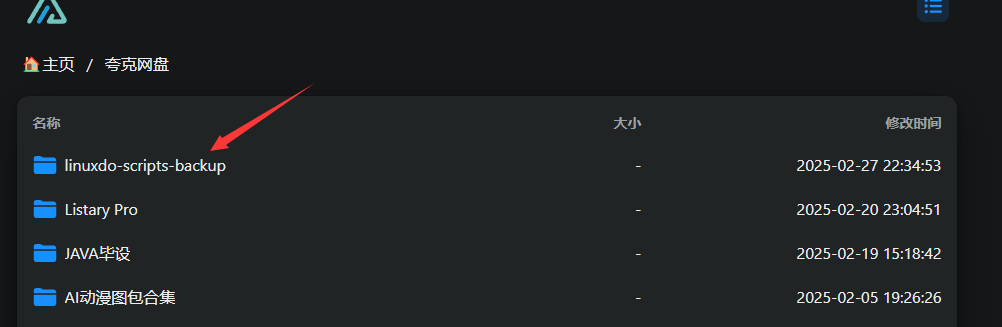 🏠主页 / 夸克网盘
名称 大小 修改时间
linuxdo-scripts-backup - 2025-02-27 22:34:53
Listary Pro - 2025-02-20 23:04:51
JAVA毕设 - 2025-02-19 15:18:42
AI动漫图包合集 - 2025-02-05 19:26:26